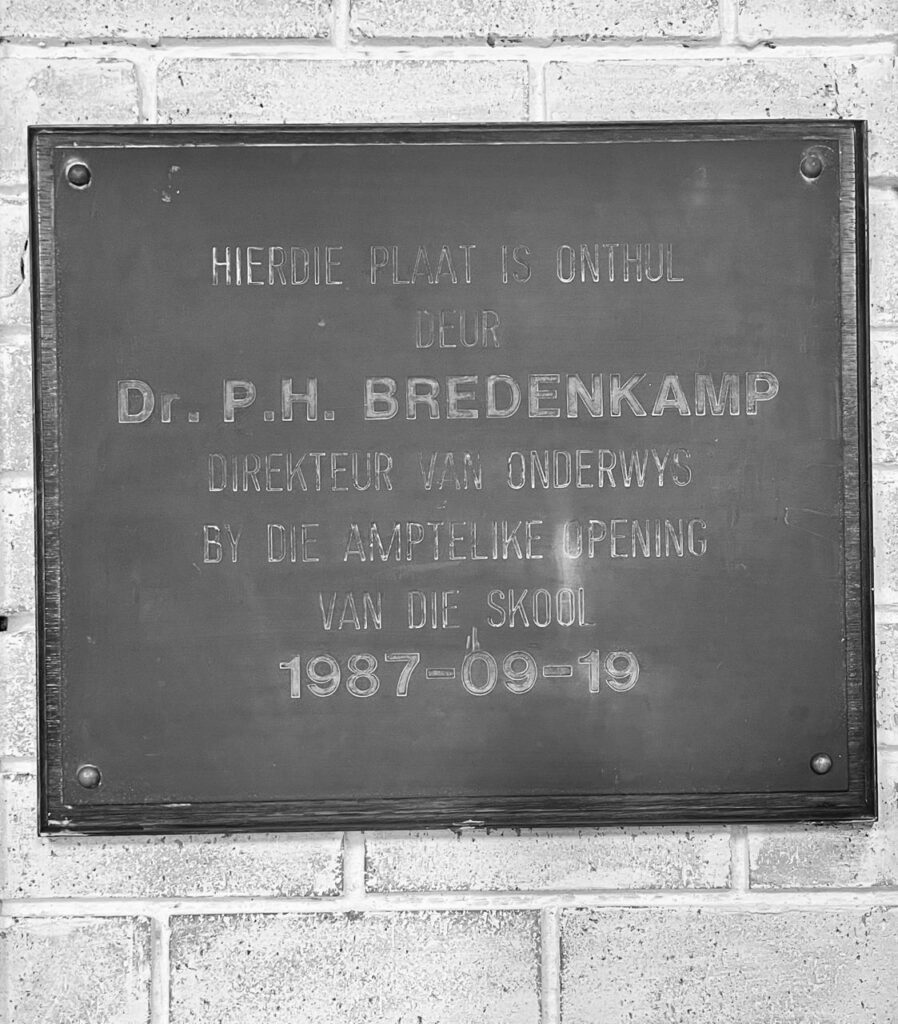 HIERDIE PLAAT IS ONTHUL
DEUR
Dr. P.H. BREDENKAMP
DIREKTEUR VAN ONDERWYS
BY DIE AMPTELIKE OPENING
VAN DIE SKOOL
1987-09-19